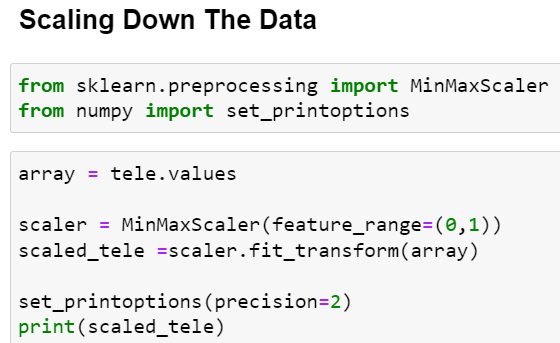 Scaling Down The Data
from sklearn.preprocessing import MinMaxScaler
from numpy import set_printoptions
array = tele.values
scaler = MinMaxScaler(feature_range=(0,1))
scaled_tele =scaler.fit_transform(array)
set_printoptions(precision=2)
print(scaled_tele)